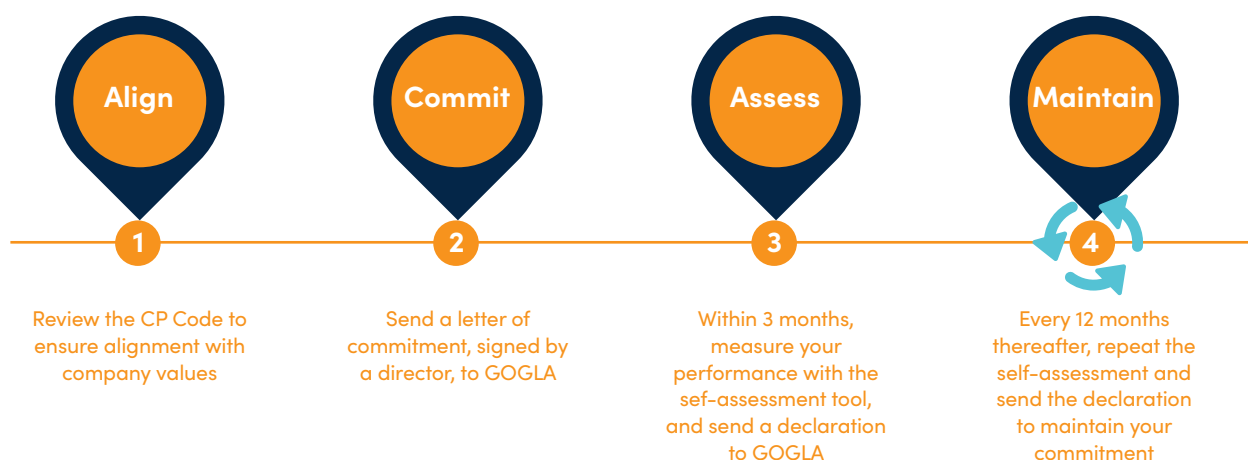 Align
Commit
Assess
Maintain
1
2
3
4
Review the CP Code to
ensure alignment with
company values
Send a letter of
commitment, signed by
a director, to GOGLA
Within 3 months,
measure your
performance with the
sef-assessment tool,
and send a declaration
to GOGLA
Every 12 months
thereafter, repeat the
self-assessment and
send the declaration
to maintain your
commitment